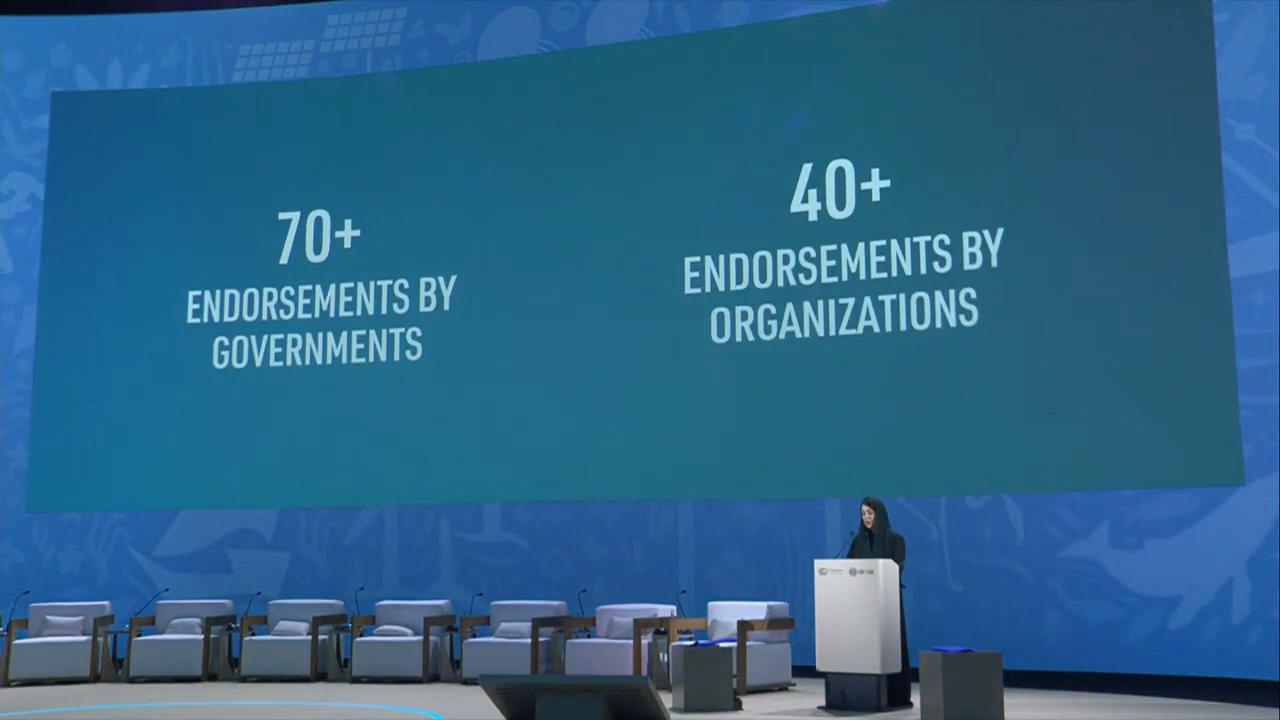 70+
ENDORSEMENTS BY
GOVERNMENTS
40+
ENDORSEMENTS BY
ORGANIZATIONS